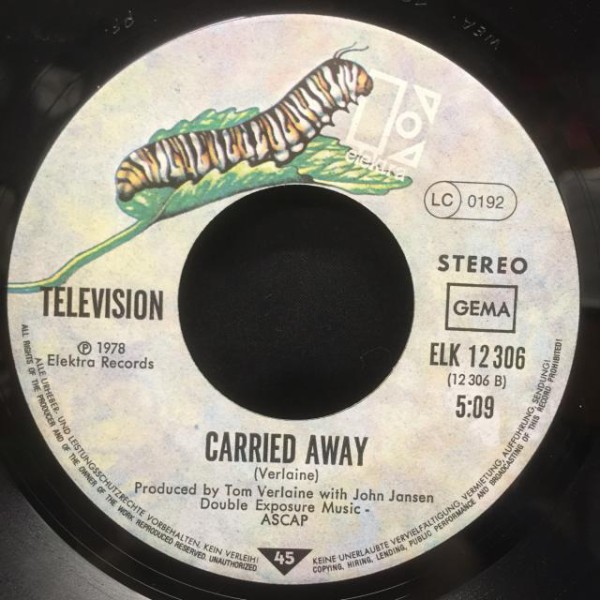 elektra
LC 0192
STEREO
GEMA
TELEVISION
℗ 1978
Elektra Records
ELK 12 306
(12 306 B)
5:09
CARRIED AWAY
(Verlaine)
Produced by Tom Verlaine with John Jansen
Double Exposure Music -
ASCAP
45
ALLE URHEBER- UND LEISTUNGSSCHUTZRECHTE VORBEHALTEN. KEIN VERLEIH! KEINE UNERLAUBTE VERVIELFÄLTIGUNG, VERMIETUNG, AUFFÜHRUNG, SENDUNG!
ALL RIGHTS OF THE PRODUCER AND OF THE OWNER OF THE WORK REPRODUCED RESERVED. UNAUTHORIZED COPYING, HIRING, LENDING, PUBLIC PERFORMANCE AND BROADCASTING OF THIS RECORD PROHIBITED!